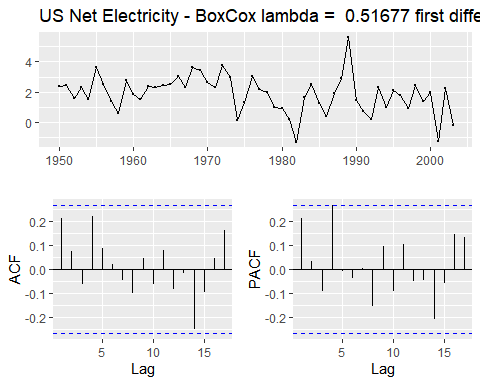 US Net Electricity - BoxCox lambda = 0.51677 first diffe
4
2
0
1950 1960 1970 1980 1990 2000
ACF
0.2
0.1
0.0
-0.1
-0.2
5 10 15
Lag
PACF
0.2
0.1
0.0
-0.1
-0.2
5 10 15
Lag